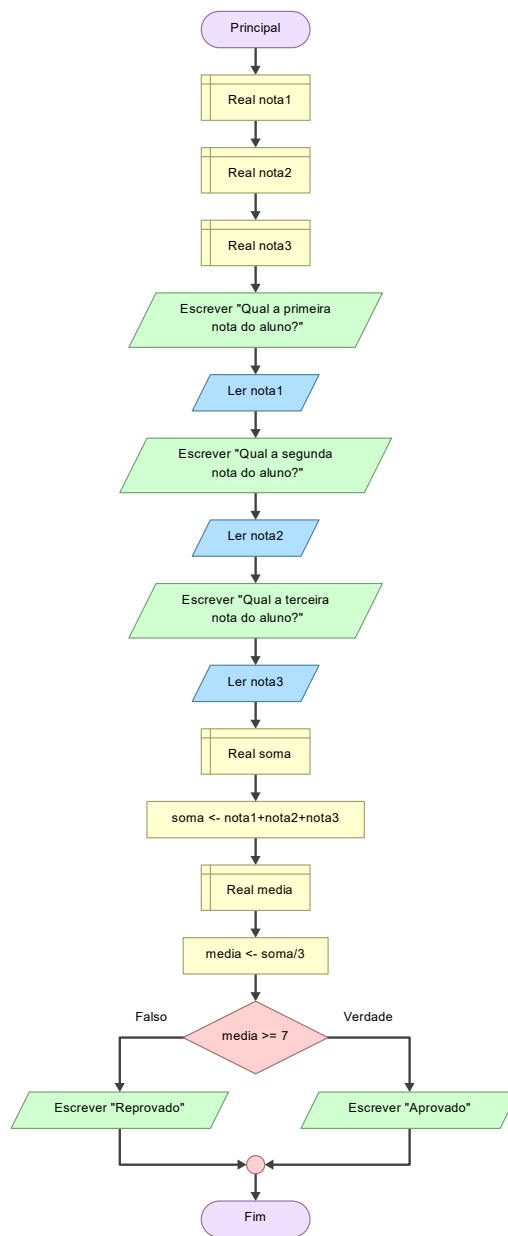 Principal
Real nota1
Real nota2
Real nota3
Escrever "Qual a primeira
nota do aluno?"
Ler nota1
Escrever "Qual a segunda
nota do aluno?"
Ler nota2
Escrever "Qual a terceira
nota do aluno?"
Ler nota3
Real soma
soma <- nota1+nota2+nota3
Real media
media <- soma/3
Falso
Verdade
media >= 7
Escrever "Reprovado"
Escrever "Aprovado"
Fim